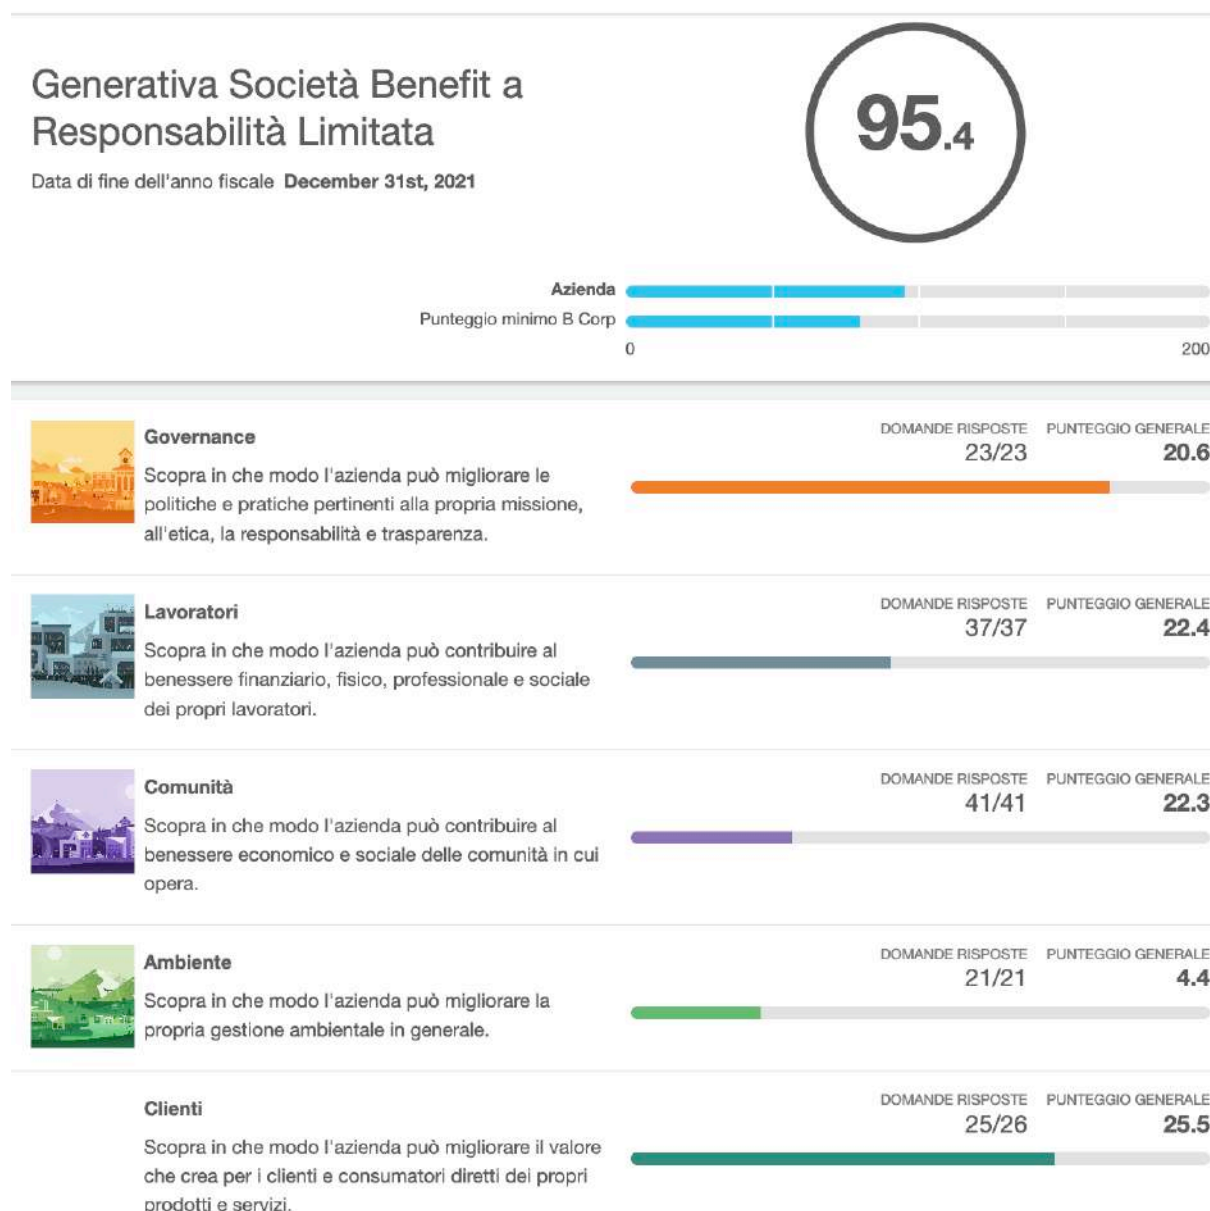 Generativa Società Benefit a
Responsabilità Limitata
Data di fine dell'anno fiscale December 31st, 2021
95.4
Azienda
Punteggio minimo B Corp
0 200
Governance
Scopra in che modo l'azienda può migliorare le
politiche e pratiche pertinenti alla propria missione,
all'etica, la responsabilità e trasparenza.
DOMANDE RISPOSTE PUNTEGGIO GENERALE
23/23 20.6
Lavoratori
Scopra in che modo l'azienda può contribuire al
benessere finanziario, fisico, professionale e sociale
dei propri lavoratori.
DOMANDE RISPOSTE PUNTEGGIO GENERALE
37/37 22.4
Comunità
Scopra in che modo l'azienda può contribuire al
benessere economico e sociale delle comunità in cui
opera.
DOMANDE RISPOSTE PUNTEGGIO GENERALE
41/41 22.3
Ambiente
Scopra in che modo l'azienda può migliorare la
propria gestione ambientale in generale.
DOMANDE RISPOSTE PUNTEGGIO GENERALE
21/21 4.4
Clienti
Scopra in che modo l'azienda può migliorare il valore
che crea per i clienti e consumatori diretti dei propri
prodotti e servizi.
DOMANDE RISPOSTE PUNTEGGIO GENERALE
25/26 25.5